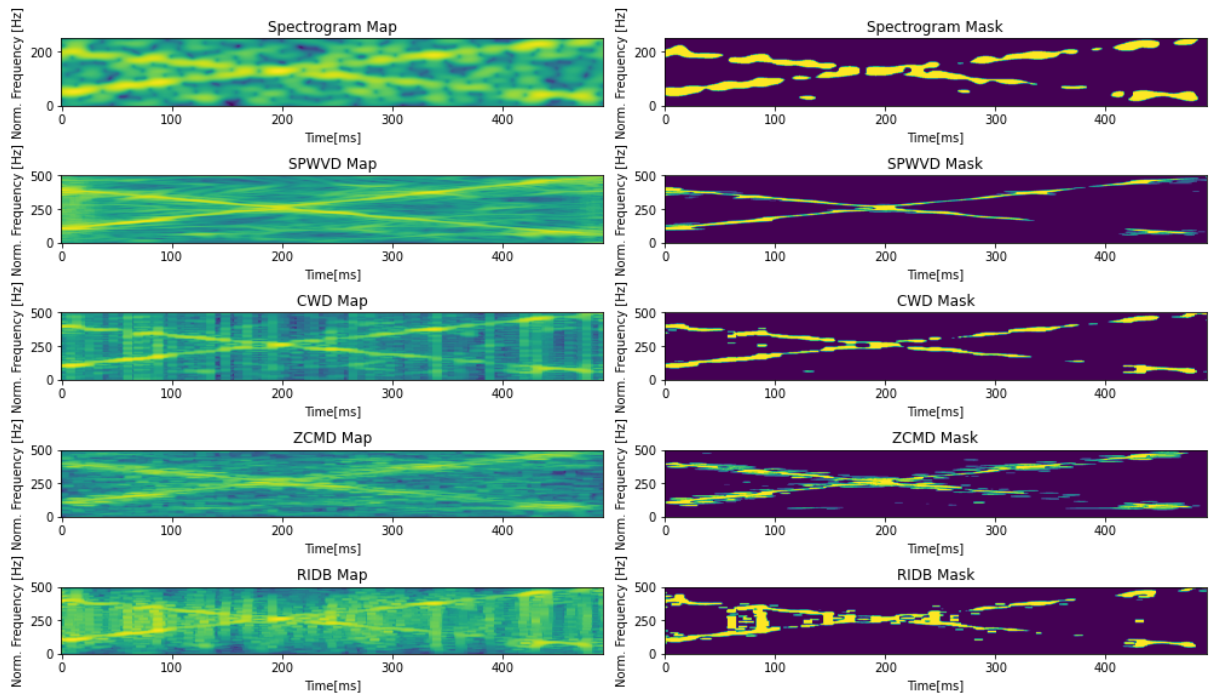 Spectrogram Map
Norm. Frequency [Hz]
200
0
0 100 200 300 400
Time[ms]
Spectrogram Mask
Norm. Frequency [Hz]
200
0
0 100 200 300 400
Time[ms]
SPWVD Map
Norm. Frequency [Hz]
500
250
0
0 100 200 300 400
Time[ms]
SPWVD Mask
Norm. Frequency [Hz]
500
250
0
0 100 200 300 400
Time[ms]
CWD Map
Norm. Frequency [Hz]
500
250
0
0 100 200 300 400
Time[ms]
CWD Mask
Norm. Frequency [Hz]
500
250
0
0 100 200 300 400
Time[ms]
ZCMD Map
Norm. Frequency [Hz]
500
250
0
0 100 200 300 400
Time[ms]
ZCMD Mask
Norm. Frequency [Hz]
500
250
0
0 100 200 300 400
Time[ms]
RIDB Map
Norm. Frequency [Hz]
500
250
0
0 100 200 300 400
Time[ms]
RIDB Mask
Norm. Frequency [Hz]
500
250
0
0 100 200 300 400
Time[ms]